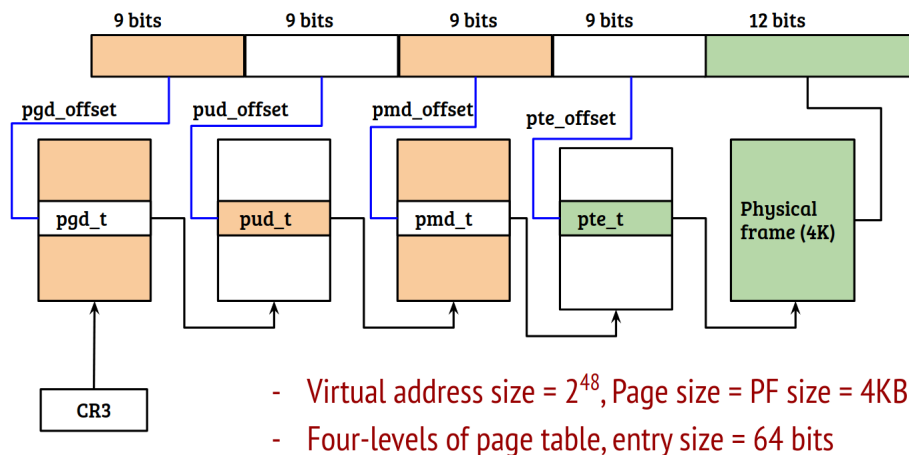 9 bits 9 bits 9 bits 9 bits 12 bits
pgd_offset pud_offset pmd_offset pte_offset
pgd_t pud_t pmd_t pte_t Physical
frame (4K)
CR3
- Virtual address size = 2⁴⁸, Page size = PF size = 4KB
- Four-levels of page table, entry size = 64 bits